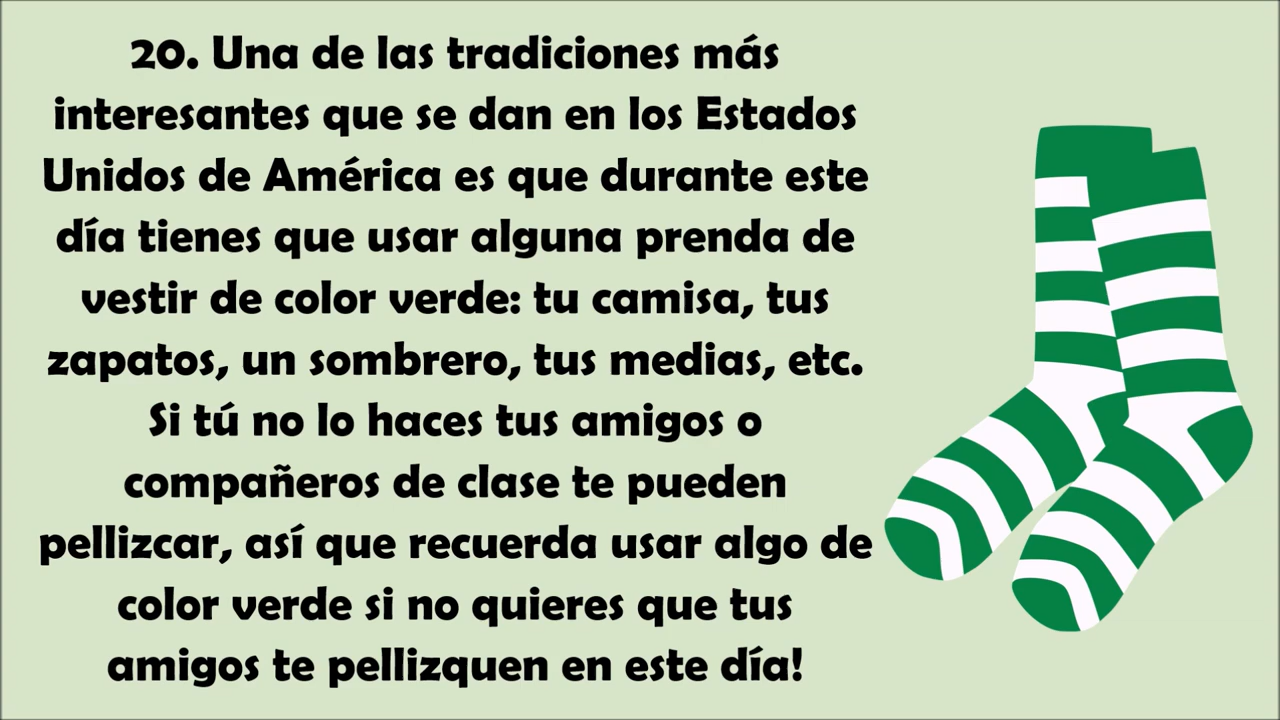 20. Una de las tradiciones más
interesantes que se dan en los Estados
Unidos de América es que durante este
día tienes que usar alguna prenda de
vestir de color verde: tu camisa, tus
zapatos, un sombrero, tus medias, etc.
Si tú no lo haces tus amigos o
compañeros de clase te pueden
pellizcar, así que recuerda usar algo de
color verde si no quieres que tus
amigos te pellizquen en este día!